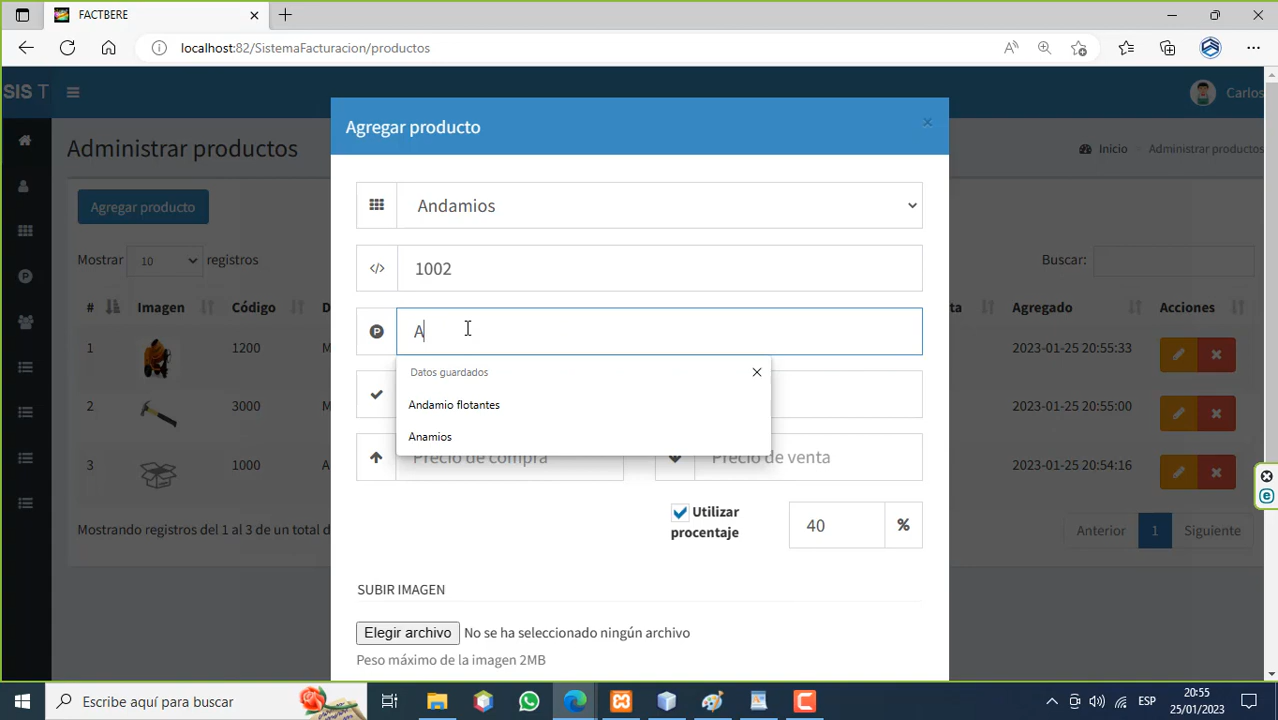 FACTBERE
localhost:82/SistemaFacturacion/productos
SIS T
Carlos
Agregar producto
Administrar productos
Inicio
Administrar productos
Agregar producto
Andamios
Mostrar 10 registros
Buscar:
1002
# Imagen Código D
ta Agregado Acciones
A
1 1200 M
2023-01-25 20:55:33
Datos guardados
Andamio flotantes
2 3000 M
2023-01-25 20:55:00
Anamios
Precio de compra
Precio de venta
3 1000 A
2023-01-25 20:54:16
Utilizar
procentaje
40 %
Mostrando registros del 1 al 3 de un total d
Anterior 1 Siguiente
SUBIR IMAGEN
Elegir archivo No se ha seleccionado ningún archivo
Peso máximo de la imagen 2MB
Escribe aquí para buscar
ESP
20:55
25/01/2023